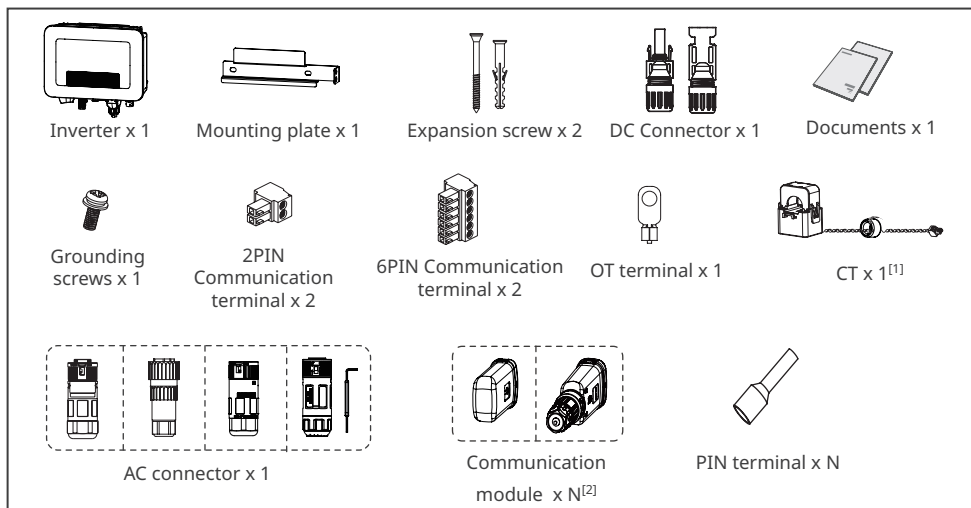 Inverter x 1
Mounting plate x 1
Expansion screw x 2
DC Connector x 1
Documents x 1
Grounding
screws x 1
2PIN
Communication
terminal x 2
6PIN Communication
terminal x 2
OT terminal x 1
CT x 1[1]
AC connector x 1
Communication
module x N[2]
PIN terminal x N